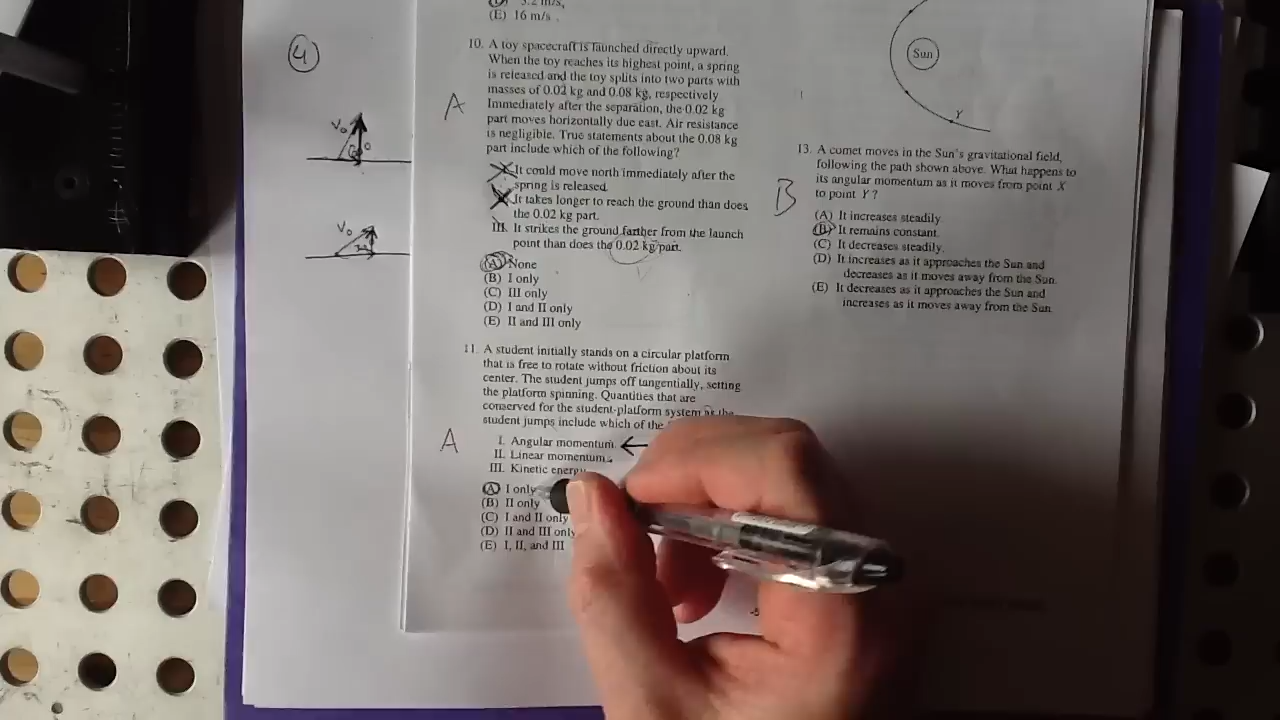 3.2 m/s,
(E) 16 m/s .
4
10. A toy spacecraft is launched directly upward.
When the toy reaches its highest point, a spring
is released and the toy splits into two parts with
masses of 0.02 kg and 0.08 kg, respectively
Immediately after the separation, the 0.02 kg
part moves horizontally due east. Air resistance
is negligible. True statements about the 0.08 kg
part include which of the following?
A
It could move north immediately after the
spring is released.
It takes longer to reach the ground than does
the 0.02 kg part.
III. It strikes the ground farther from the launch
point than does the 0.02 kg part.
(A) None
(B) I only
(C) III only
(D) I and II only
(E) II and III only
11. A student initially stands on a circular platform
that is free to rotate without friction about its
center. The student jumps off tangentially, setting
the platform spinning. Quantities that are
conserved for the student-platform system as the
student jumps include which of the
A
I. Angular momentum.
II. Linear momentum.
III. Kinetic energy
(A) I only
(B) II only
(C) I and II only
(D) II and III only
(E) I, II, and III
V₀
V₀
Sun
Y
13. A comet moves in the Sun's gravitational field,
following the path shown above. What happens to
its angular momentum as it moves from point X
to point Y ?
B
(A) It increases steadily.
(B) It remains constant.
(C) It decreases steadily.
(D) It increases as it approaches the Sun and
decreases as it moves away from the Sun.
(E) It decreases as it approaches the Sun and
increases as it moves away from the Sun.